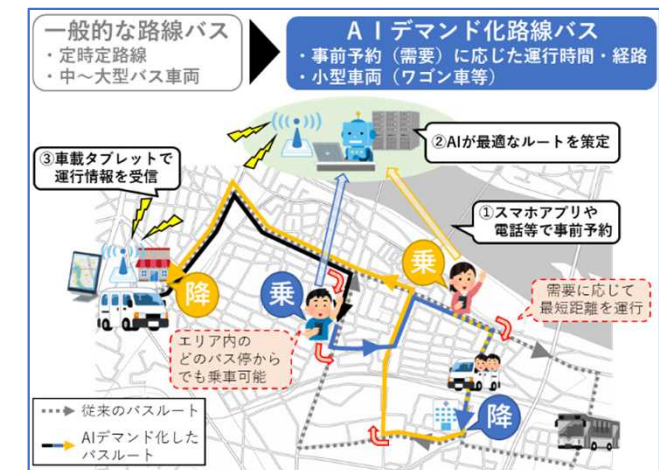 一般的な路線バス
・定時定路線
・中～大型バス車両
AIデマンド化路線バス
・事前予約（需要）に応じた運行時間・経路
・小型車両（ワゴン車等）
②AIが最適なルートを策定
③車載タブレットで
運行情報を受信
①スマホアプリや
電話等で事前予約
降
乗
乗
需要に応じて
最短距離を運行
エリア内の
どのバス停から
でも乗車可能
降
従来のバスルート
AIデマンド化した
バスルート